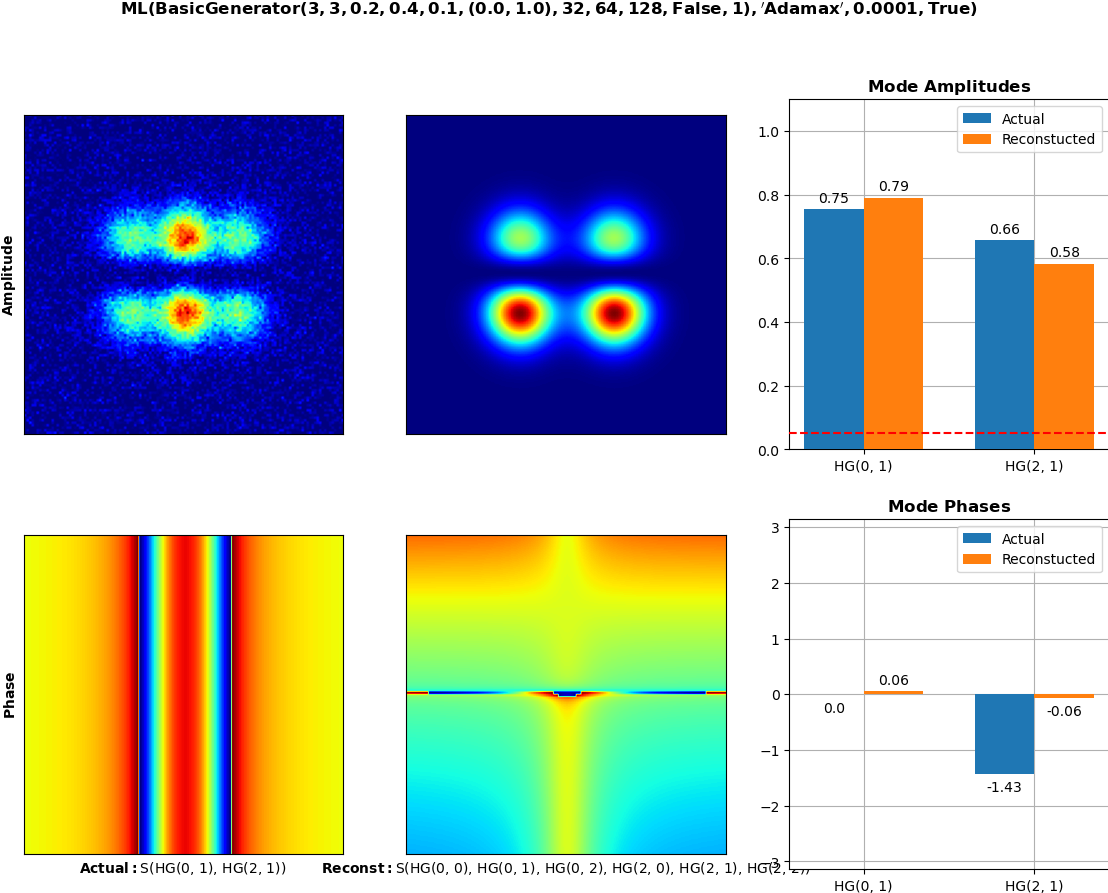 ML(BasicGenerator(3, 3, 0.2, 0.4, 0.1, (0.0, 1.0), 32, 64, 128, False, 1), ′Adamax′, 0.0001, True)
Amplitude
Mode Amplitudes
Actual
Reconstucted
1.0
0.8
0.6
0.4
0.2
0.0
0.75
0.79
0.66
0.58
HG(0, 1)
HG(2, 1)
Phase
Actual: S(HG(0, 1), HG(2, 1))
Reconst: S(HG(0, 0), HG(0, 1), HG(0, 2), HG(2, 0), HG(2, 1), HG(2, 2))
Mode Phases
Actual
Reconstucted
3
2
1
0
−1
−2
−3
0.0
0.06
-1.43
-0.06
HG(0, 1)
HG(2, 1)